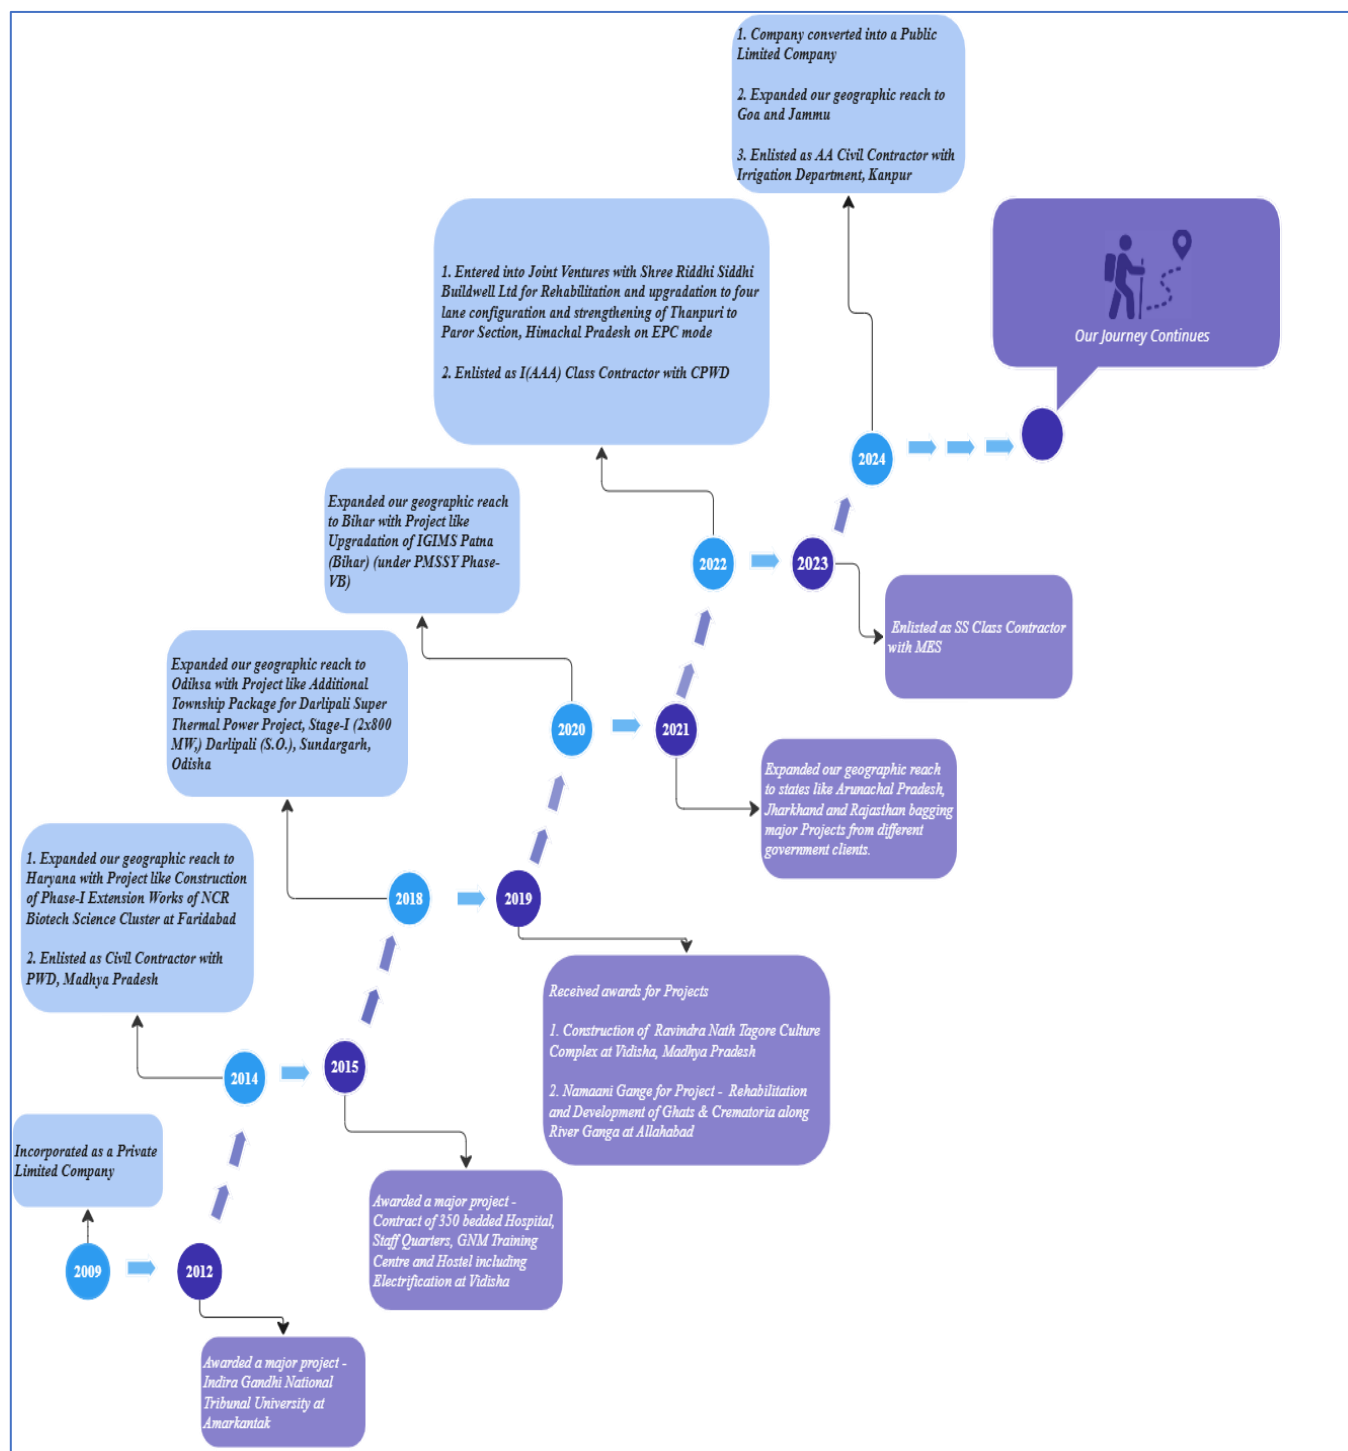 1. Company converted into a Public
Limited Company
2. Expanded our geographic reach to
Goa and Jammu
3. Enlisted as AA Civil Contractor with
Irrigation Department, Kanpur
Our Journey Continues
2024
1. Entered into Joint Ventures with Shree Riddhi Siddhi
Buildwell Ltd for Rehabilitation and upgradation to four
lane configuration and strengthening of Thanpuri to
Paror Section, Himachal Pradesh on EPC mode
2. Enlisted as I(AAA) Class Contractor with CPWD
2022
2023
Enlisted as SS Class Contractor
with MES
Expanded our geographic reach
to Bihar with Project like
Upgradation of IGIMS Patna
(Bihar) (under PMSSY Phase-
VB)
2020
2021
Expanded our geographic reach
to states like Arunachal Pradesh,
Jharkhand and Rajasthan bagging
major Projects from different
government clients.
Expanded our geographic reach to
Odihsa with Project like Additional
Township Package for Darlipali Super
Thermal Power Project, Stage-I (2x800
MW,) Darlipali (S.O.), Sundargarh,
Odisha
2018
2019
Received awards for Projects
1. Construction of Ravindra Nath Tagore Culture
Complex at Vidisha, Madhya Pradesh
2. Namaani Gange for Project - Rehabilitation
and Development of Ghats & Crematoria along
River Ganga at Allahabad
1. Expanded our geographic reach to
Haryana with Project like Construction
of Phase-I Extension Works of NCR
Biotech Science Cluster at Faridabad
2. Enlisted as Civil Contractor with
PWD, Madhya Pradesh
2014
2015
Awarded a major project -
Contract of 350 bedded Hospital,
Staff Quarters, GNM Training
Centre and Hostel including
Electrification at Vidisha
Incorporated as a Private
Limited Company
2009
2012
Awarded a major project -
Indira Gandhi National
Tribunal University at
Amarkantak